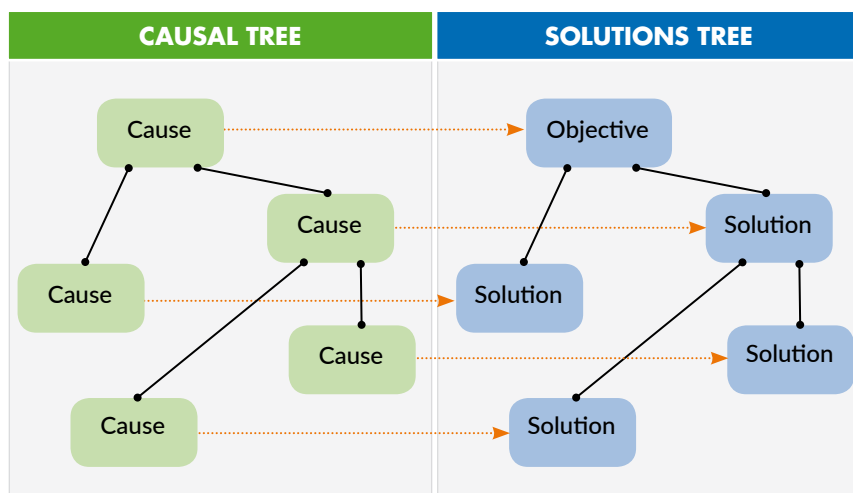 CAUSAL TREE
SOLUTIONS TREE
Cause
Objective
Cause
Solution
Cause
Solution
Cause
Solution
Cause
Solution